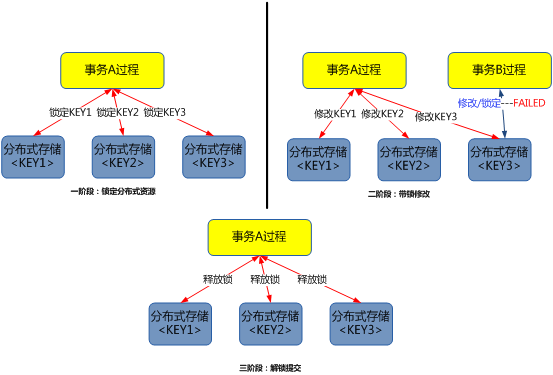 事务A过程
锁定KEY1 锁定KEY2 锁定KEY3
分布式存储
<KEY1>
分布式存储
<KEY2>
分布式存储
<KEY3>
一阶段：锁定分布式资源
事务A过程
事务B过程
修改/锁定---FAILED
修改KEY1 修改KEY2 修改KEY3
分布式存储
<KEY1>
分布式存储
<KEY2>
分布式存储
<KEY3>
二阶段：带锁修改
事务A过程
释放锁 释放锁 释放锁
分布式存储
<KEY1>
分布式存储
<KEY2>
分布式存储
<KEY3>
三阶段：解锁提交